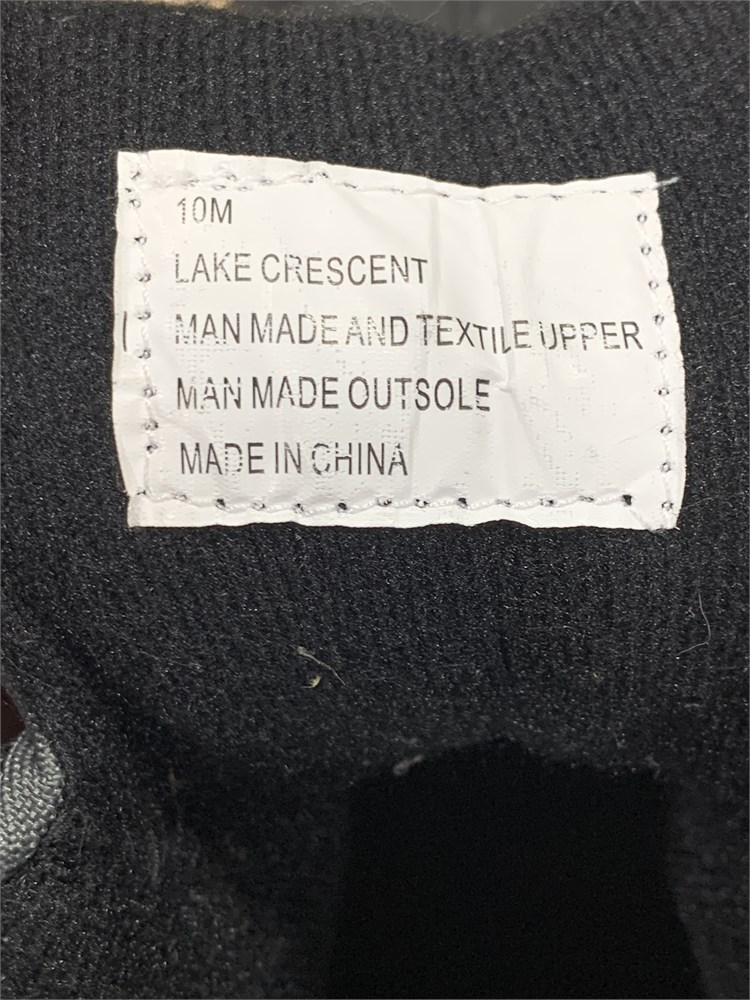 10M
LAKE CRESCENT
MAN MADE AND TEXTILE UPPER
MAN MADE OUTSOLE
MADE IN CHINA